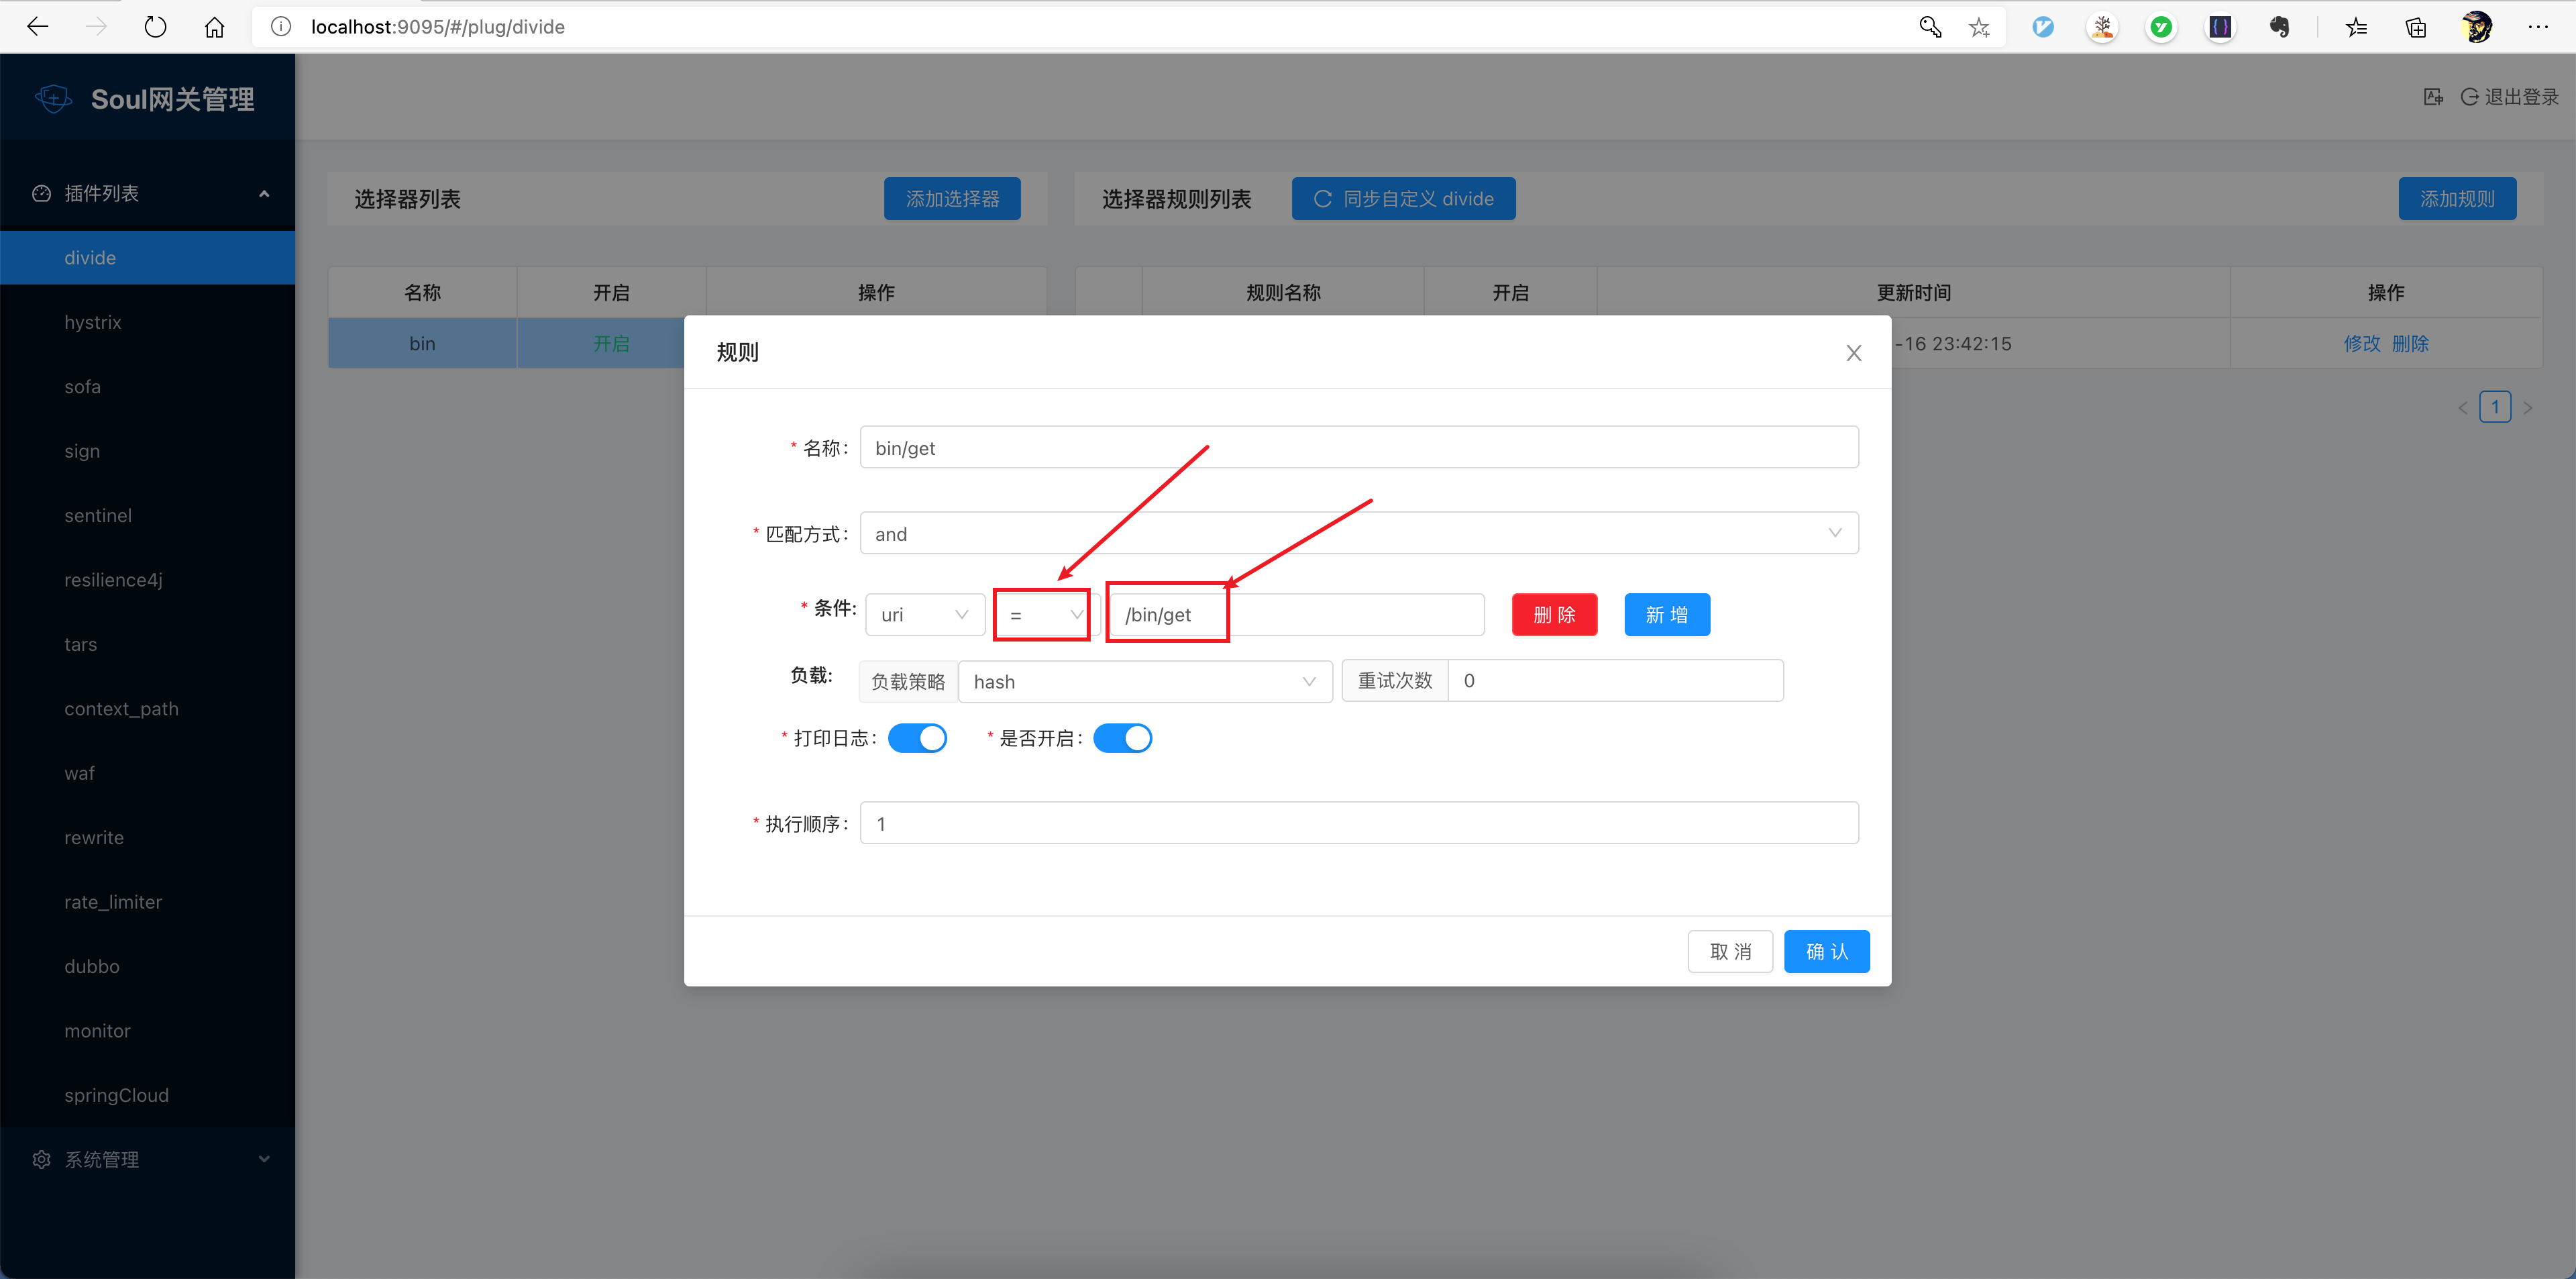 localhost:9095/#/plug/divide
Soul网关管理
退出登录
插件列表
divide
hystrix
sofa
sign
sentinel
resilience4j
tars
context_path
waf
rewrite
rate_limiter
dubbo
monitor
springCloud
系统管理
选择器列表
添加选择器
名称 开启 操作
bin 开启
选择器规则列表
同步自定义 divide
添加规则
规则名称 开启 更新时间 操作
-16 23:42:15 修改 删除
1
规则
* 名称: bin/get
* 匹配方式: and
* 条件: uri = /bin/get 删 除 新 增
负载: 负载策略 hash 重试次数 0
* 打印日志: * 是否开启:
* 执行顺序: 1
取 消 确 认